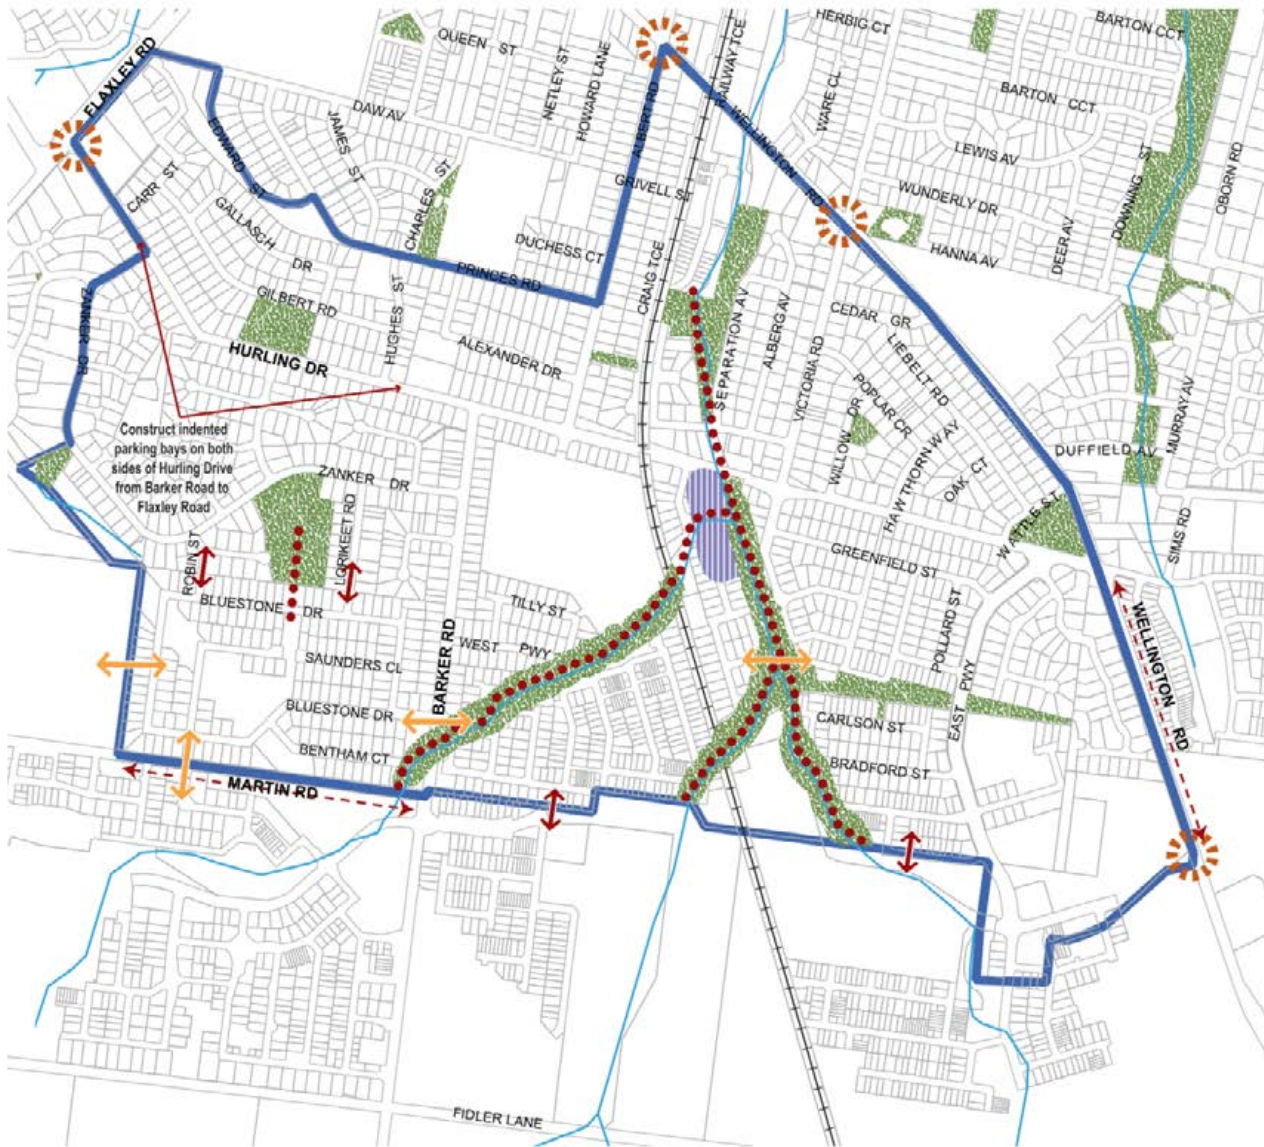 HERBIG CT
BARTON CCT
QUEEN ST
NETLEY ST
HOWARD LANE
RAILWAY TCE
FLAXLEY RD
DAW AV
JAMES ST
ALBERT RD
WARE CL
BARTON CCT
EDWARD ST
WELLINGTON RD
LEWIS AV
OBORN RD
CARR ST
CHARLES ST
GRIVELL ST
WUNDERLY DR
DOWNING ST
GALLASCH DR
DUCHESS CT
HANNA AV
DEER AV
PRINCES RD
CRAIG TCE
ZANKER DR
GILBERT RD
HUGHES ST
SEPARATION AV
ALBERG AV
CEDAR GR
HURLING DR
ALEXANDER DR
VICTORIA RD
LIEBELT RD
POPLAR CR
WILLOW DR
MURRAY AV
Construct indented
parking bays on both
sides of Hurling Drive
from Barker Road to
Flaxley Road
HAWTHORN WAY
OAK CT
DUFFIELD AV
ZANKER DR
LORIKEET RD
WATTLE ST
SIMS RD
ROBIN ST
GREENFIELD ST
BLUESTONE DR
TILLY ST
POLLARD ST
WELLINGTON RD
WEST PWY
SAUNDERS CL
BARKER RD
EAST PWY
BLUESTONE DR
CARLSON ST
BENTHAM CT
BRADFORD ST
MARTIN RD
FIDLER LANE